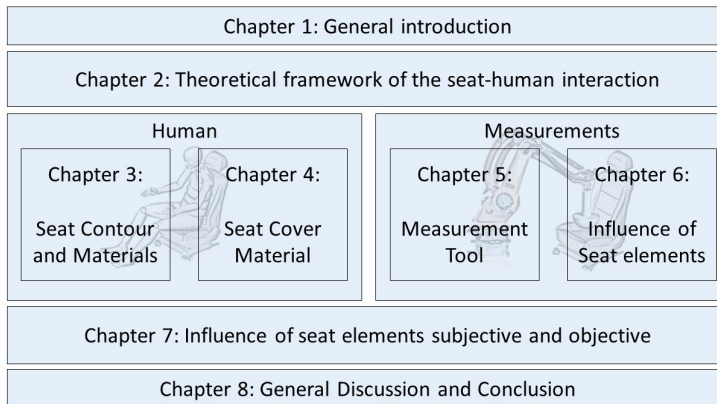 Chapter 1: General introduction
Chapter 2: Theoretical framework of the seat-human interaction
Human
Chapter 3:
Seat Contour
and Materials
Chapter 4:
Seat Cover
Material
Measurements
Chapter 5:
Measurement
Tool
Chapter 6:
Influence of
Seat elements
Chapter 7: Influence of seat elements subjective and objective
Chapter 8: General Discussion and Conclusion